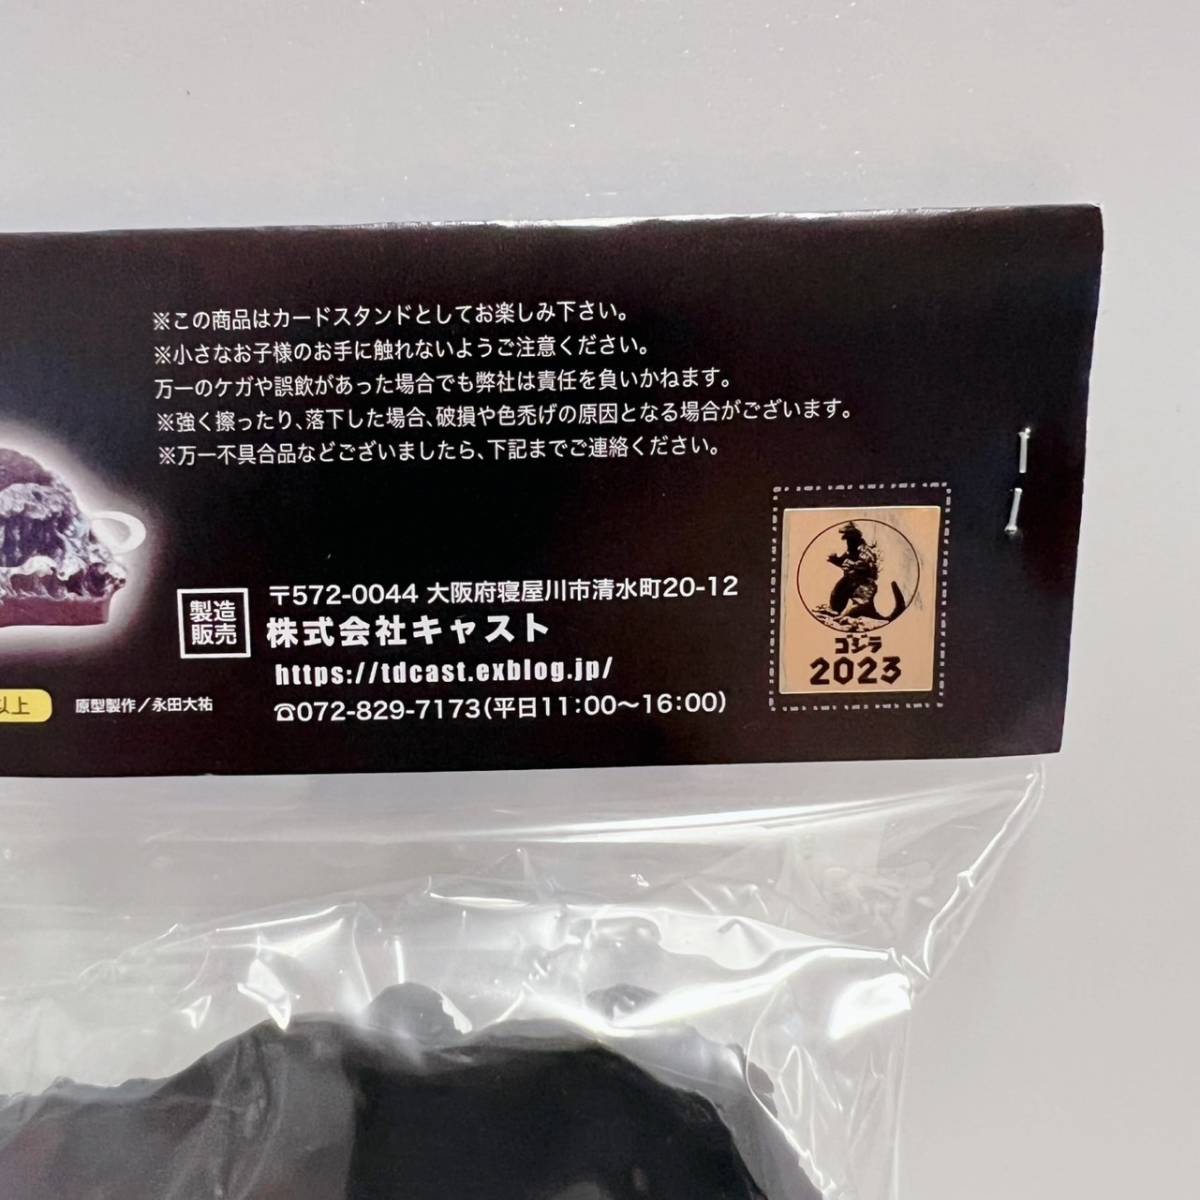 ※この商品はカードスタンドとしてお楽しみ下さい。
※小さなお子様のお手に触れないようご注意ください。
万一のケガや誤飲があった場合でも弊社は責任を負いかねます。
※強く擦ったり、落下した場合、破損や色禿げの原因となる場合がございます。
※万一不具合品などございましたら、下記までご連絡ください。
製造
販売
〒572-0044 大阪府寝屋川市清水町20-12
株式会社キャスト
https://tdcast.exblog.jp/
☎072-829-7173(平日11:00〜16:00)
以上
原型製作/永田大祐
ゴジラ
2023